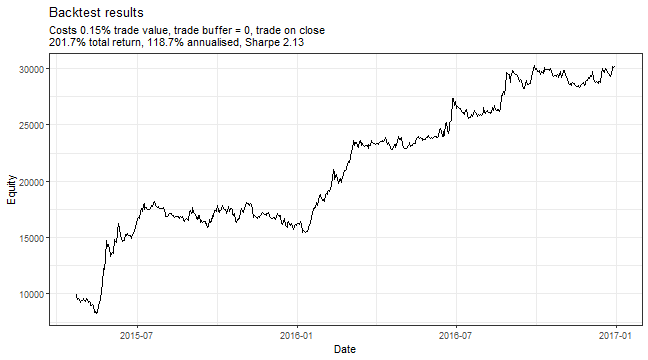 Backtest results
Costs 0.15% trade value, trade buffer = 0, trade on close
201.7% total return, 118.7% annualised, Sharpe 2.13
30000
25000
20000
15000
10000
Equity
2015-07
2016-01
2016-07
2017-01
Date